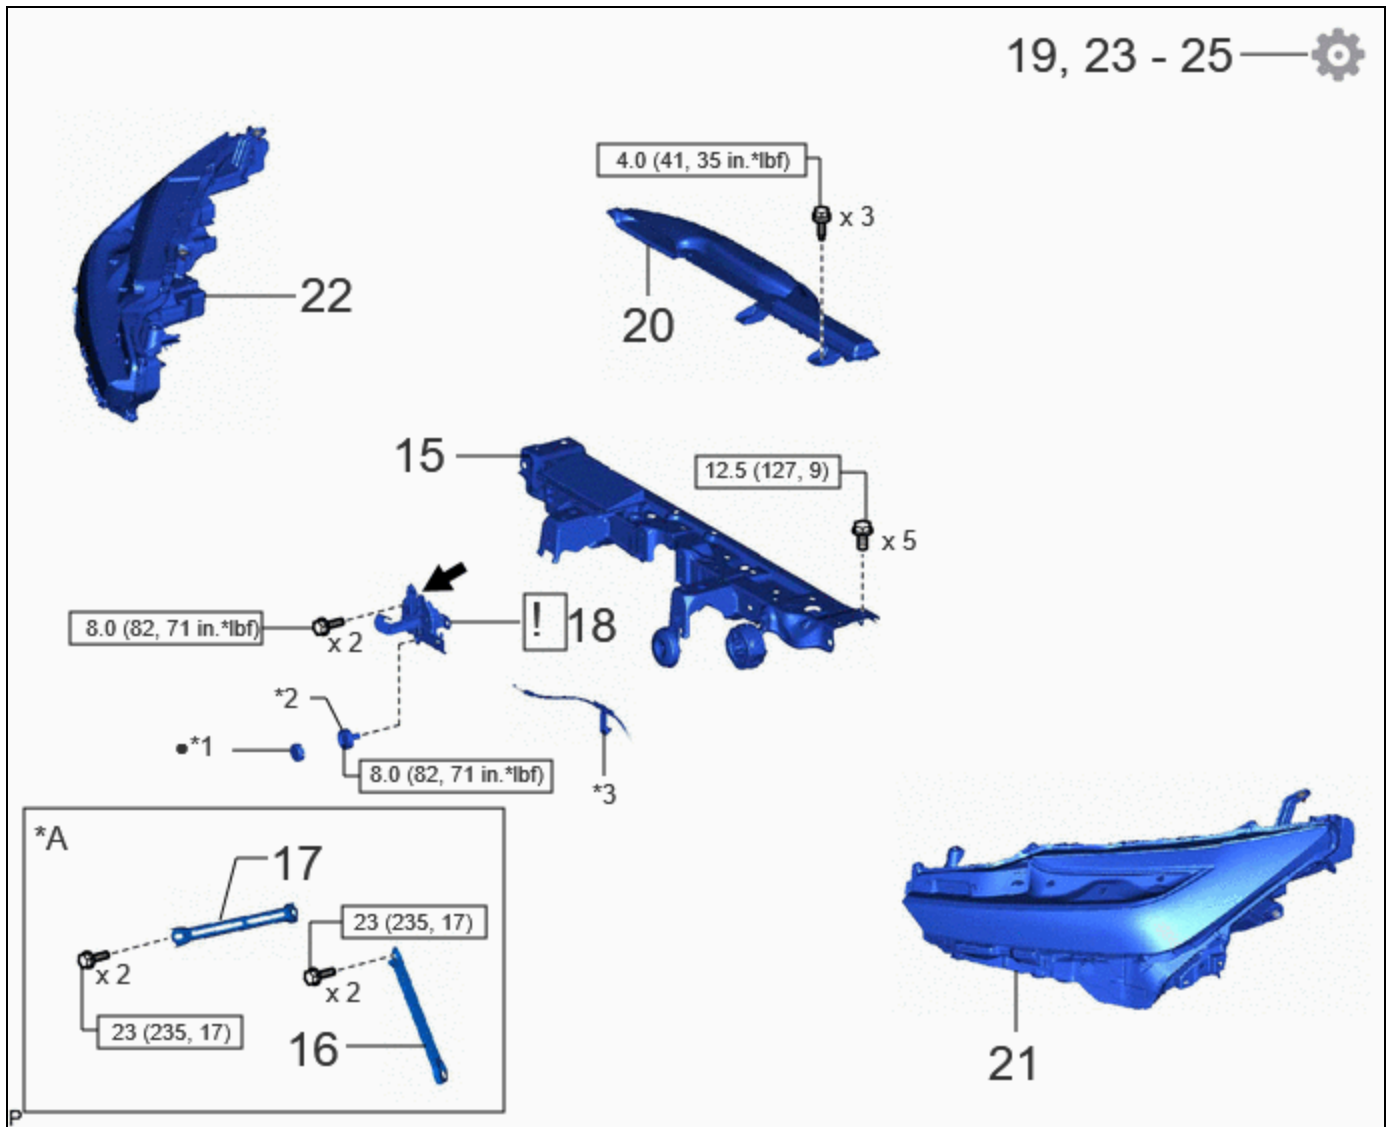 19, 23 - 25
4.0 (41, 35 in.*lbf)
x 3
22
20
15
12.5 (127, 9)
x 5
8.0 (82, 71 in.*lbf)
x 2
! 18
*2
●*1
8.0 (82, 71 in.*lbf)
*3
*A
17
23 (235, 17)
x 2
x 2
23 (235, 17)
16
21
P